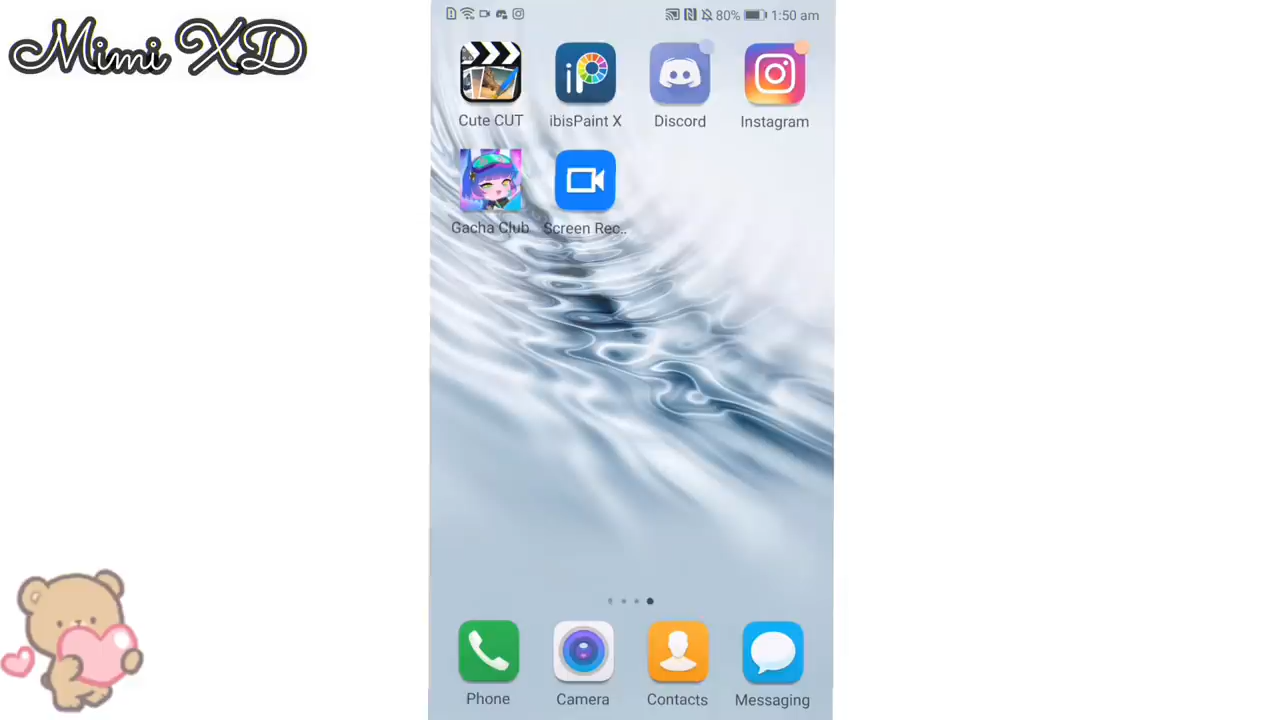 Mimi XD
80% 1:50 am
Cute CUT
ibisPaint X
Discord
Instagram
Gacha Club
Screen Rec..
Phone
Camera
Contacts
Messaging